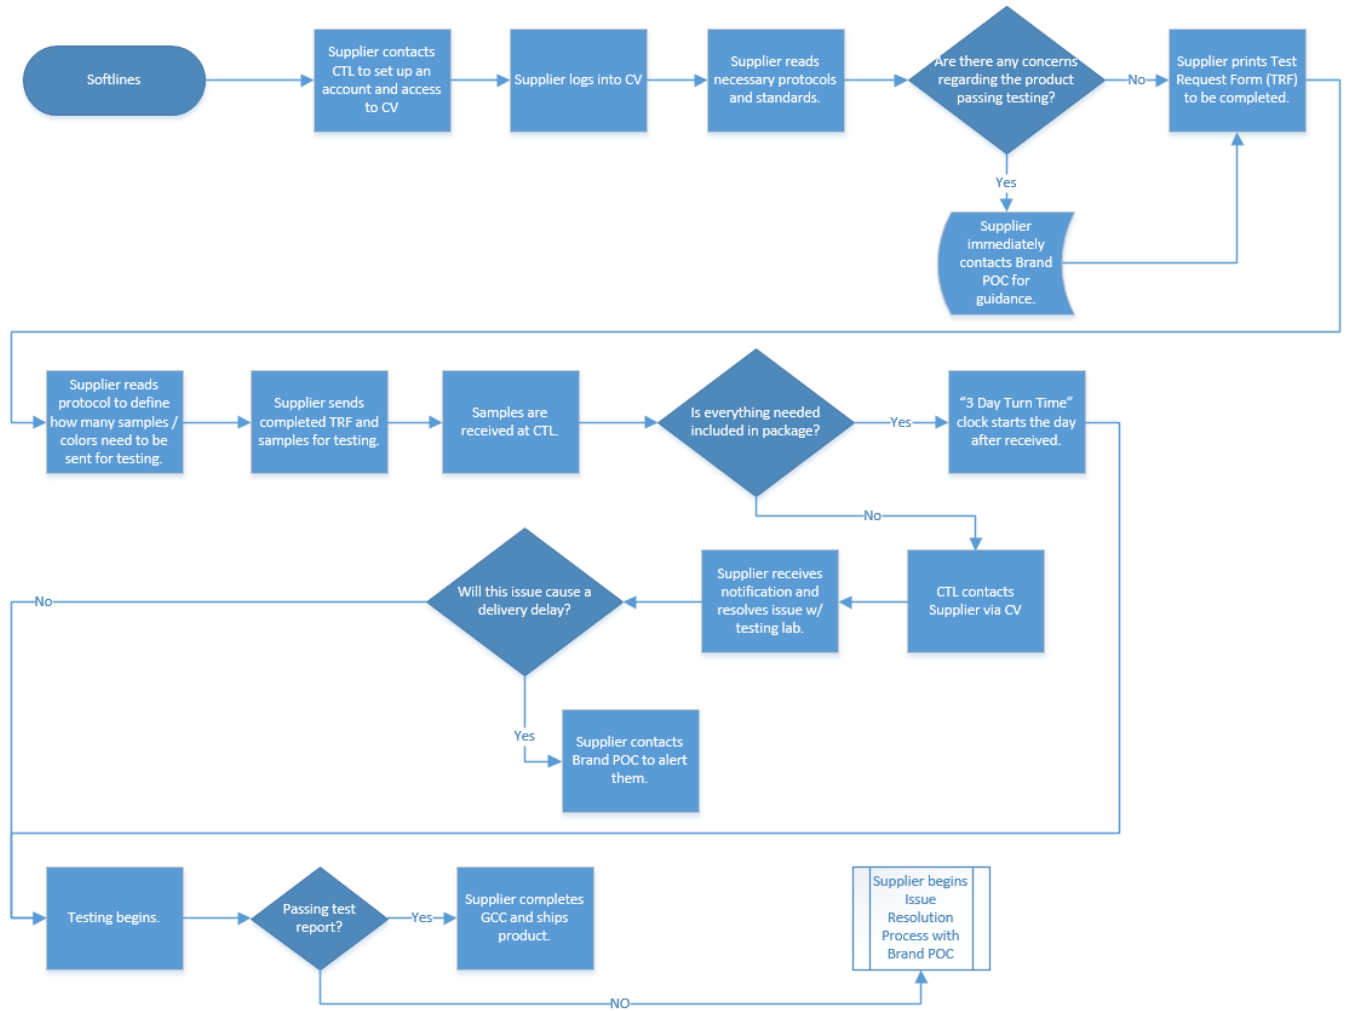 Softlines
Supplier contacts
CTL to set up an
account and access
to CV
Supplier logs into CV
Supplier reads
necessary protocols
and standards.
Are there any concerns
regarding the product
passing testing?
No
Supplier prints Test
Request Form (TRF)
to be completed.
Yes
Supplier
immediately
contacts Brand
POC for
guidance.
Supplier reads
protocol to define
how many samples /
colors need to be
sent for testing.
Supplier sends
completed TRF and
samples for testing.
Samples are
received at CTL.
Is everything needed
included in package?
Yes
“3 Day Turn Time”
clock starts the day
after received.
No
CTL contacts
Supplier via CV
Supplier receives
notification and
resolves issue w/
testing lab.
Will this issue cause a
delivery delay?
No
Yes
Supplier contacts
Brand POC to alert
them.
Testing begins.
Passing test
report?
Yes
Supplier completes
GCC and ships
product.
NO
Supplier begins
Issue
Resolution
Process with
Brand POC